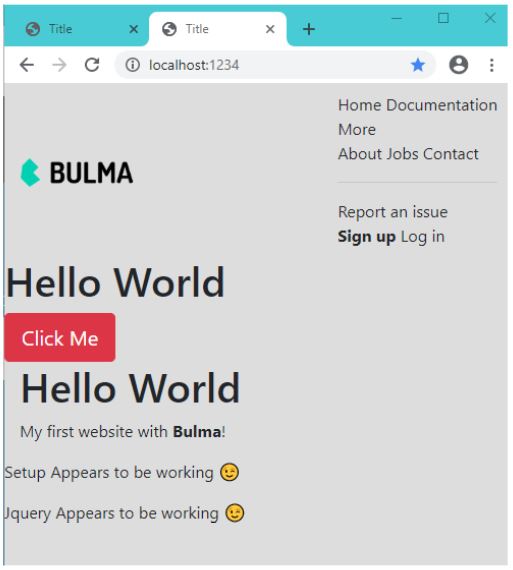 Title
Title
localhost:1234
Home Documentation
More
About Jobs Contact
BULMA
Report an issue
Sign up Log in
Hello World
Click Me
Hello World
My first website with Bulma!
Setup Appears to be working 😉
Jquery Appears to be working 😉